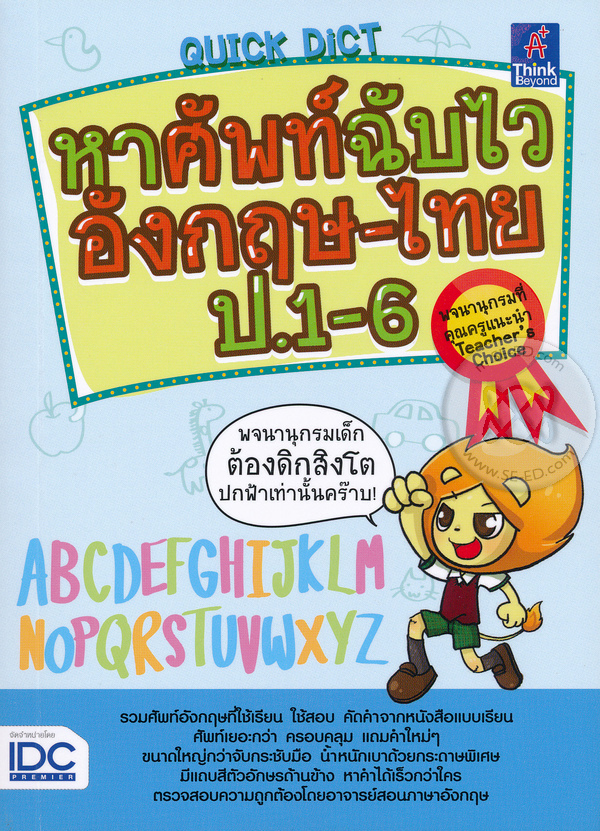 QUICK DiCT
A+
Think
Beyond
หาศัพท์ฉับไว
อังกฤษ-ไทย
ป.1-6
พจนานุกรมที่
คุณครูแนะนำ
Teacher's
Choice
SE-ED.COM
www.SE-ED.com
พจนานุกรมเด็ก
ต้องดิกสิงโต
ปกฟ้าเท่านั้นคร๊าบ!
ABCDEFGHIJKLM
NOPQRSTUVWXYZ
รวมศัพท์อังกฤษที่ใช้เรียน ใช้สอบ คัดคำจากหนังสือแบบเรียน
ศัพท์เยอะกว่า ครอบคลุม แถมคำใหม่ๆ
ขนาดใหญ่กว่าจับกระชับมือ น้ำหนักเบาด้วยกระดาษพิเศษ
มีแถบสีตัวอักษรด้านข้าง หาคำได้เร็วกว่าใคร
ตรวจสอบความถูกต้องโดยอาจารย์สอนภาษาอังกฤษ
จัดจำหน่ายโดย
IDC
PREMIER